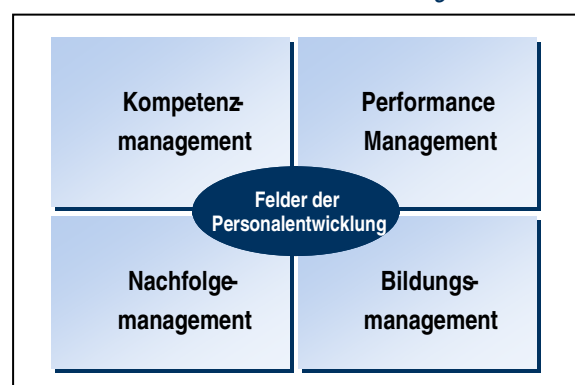 Kompetenz-
management
Performance
Management
Felder der
Personalentwicklung
Nachfolge-
management
Bildungs-
management